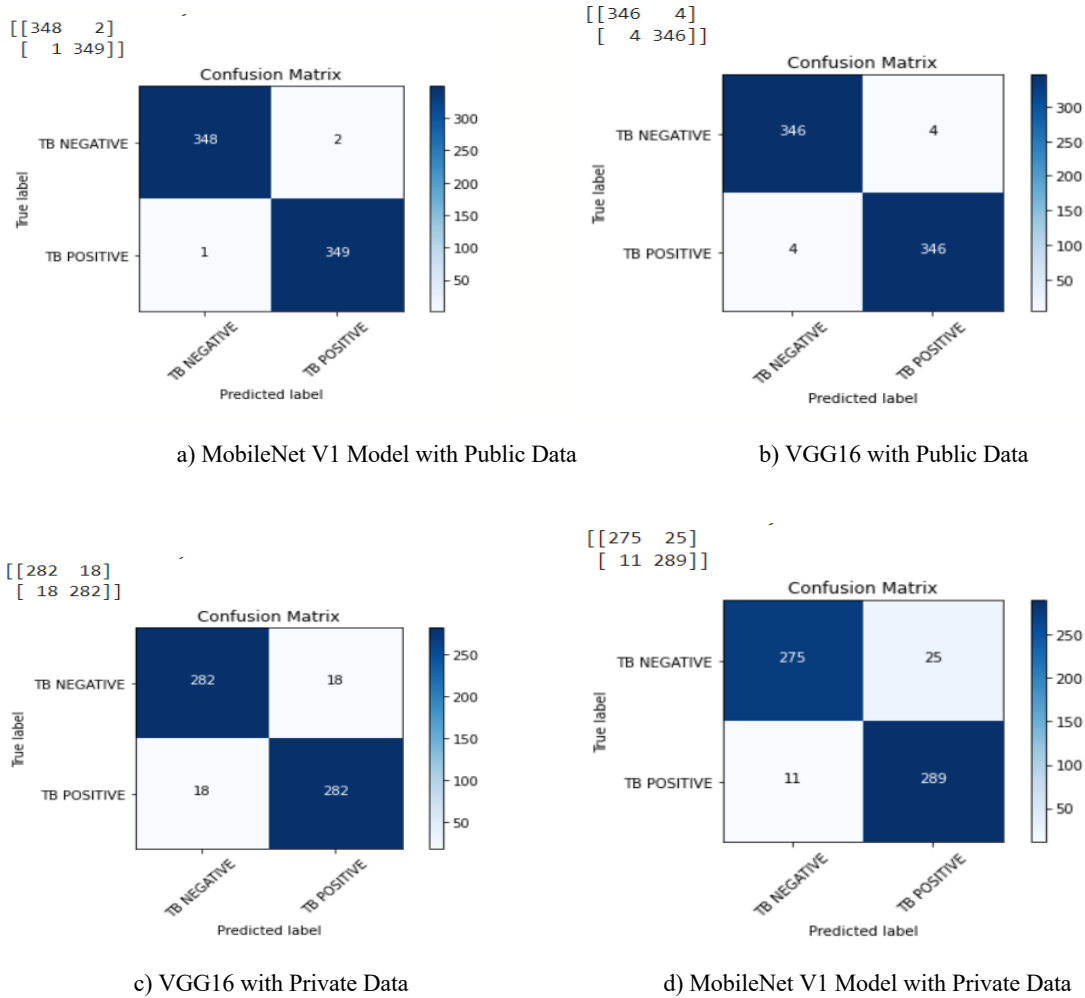 [[348 2]
[ 1 349]]
Confusion Matrix
True label
TB NEGATIVE
TB POSITIVE
348 2
1 349
300
250
200
150
100
50
TB NEGATIVE
TB POSITIVE
Predicted label
a) MobileNet V1 Model with Public Data
[[346 4]
[ 4 346]]
Confusion Matrix
True label
TB NEGATIVE
TB POSITIVE
346 4
4 346
300
250
200
150
100
50
TB NEGATIVE
TB POSITIVE
Predicted label
b) VGG16 with Public Data
[[282 18]
[ 18 282]]
Confusion Matrix
True label
TB NEGATIVE
TB POSITIVE
282 18
18 282
250
200
150
100
50
TB NEGATIVE
TB POSITIVE
Predicted label
c) VGG16 with Private Data
[[275 25]
[ 11 289]]
Confusion Matrix
True label
TB NEGATIVE
TB POSITIVE
275 25
11 289
250
200
150
100
50
TB NEGATIVE
TB POSITIVE
Predicted label
d) MobileNet V1 Model with Private Data